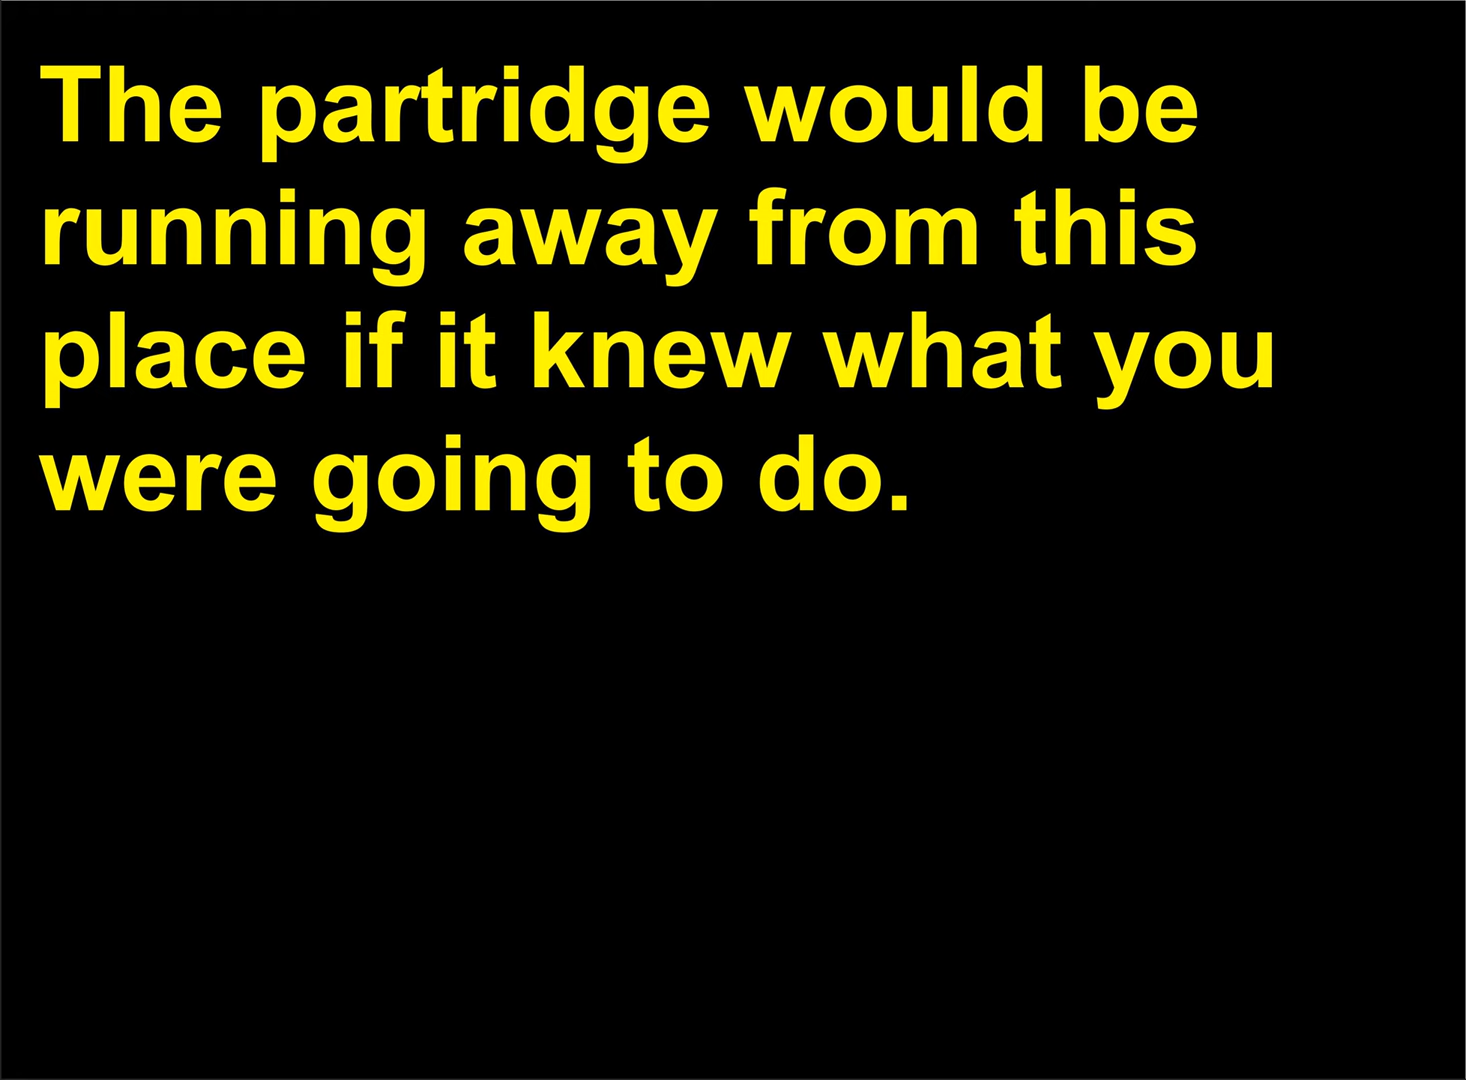 The partridge would be
running away from this
place if it knew what you
were going to do.